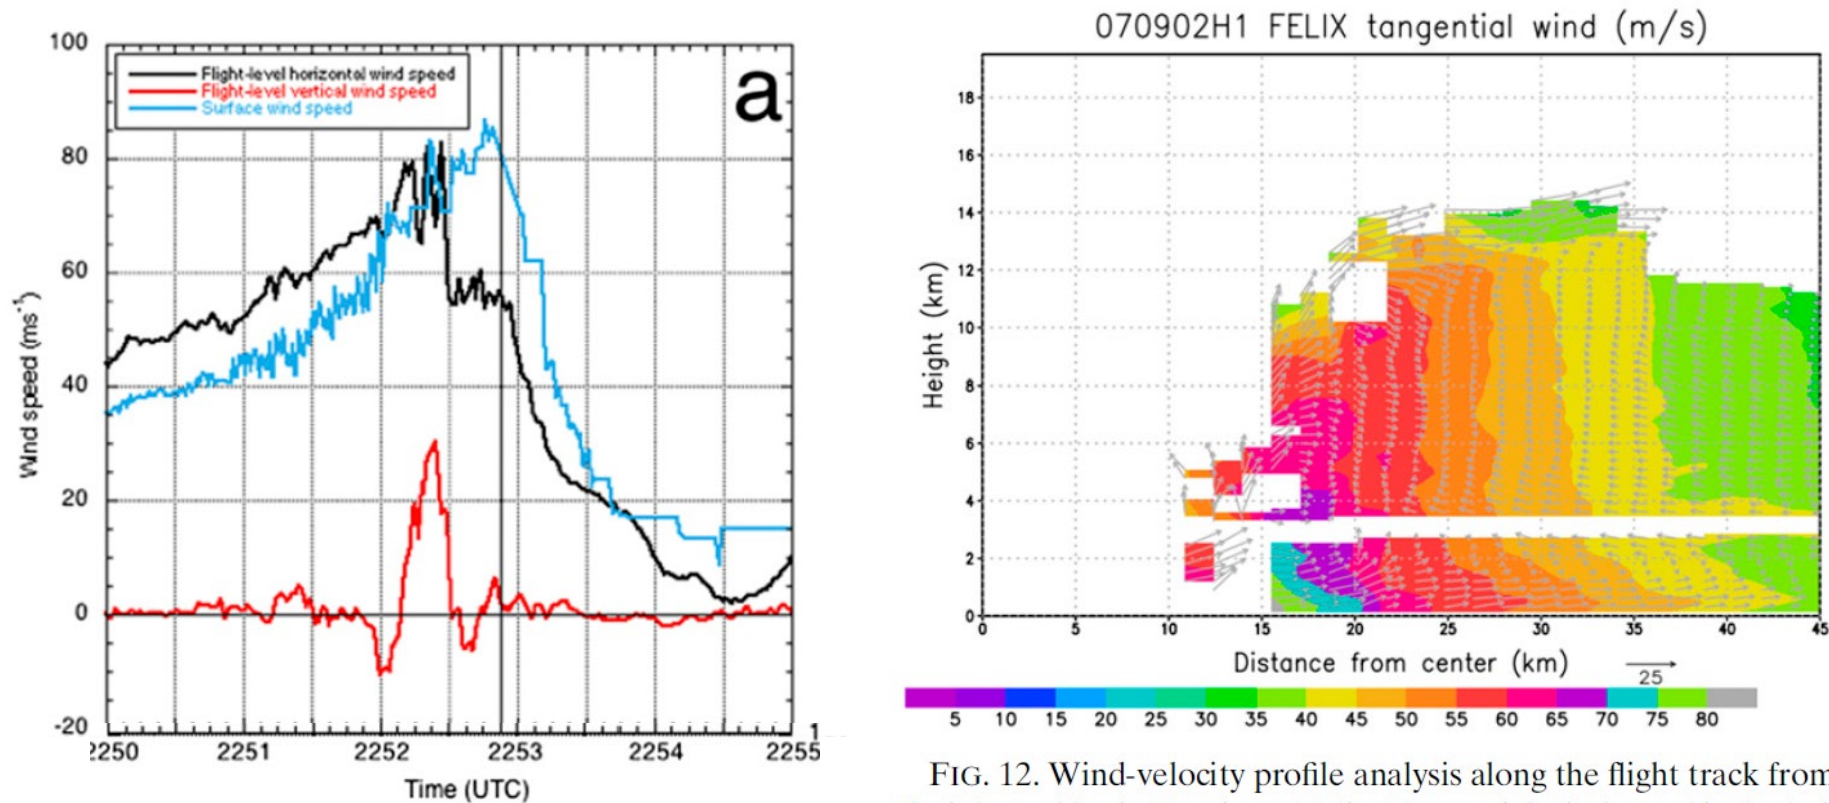 100
80
60
40
20
0
-20
Wind speed (ms-1)
Flight-level horizontal wind speed
Flight-level vertical wind speed
Surface wind speed
a
2250 2251 2252 2253 2254 2255
1
Time (UTC)
070902H1 FELIX tangential wind (m/s)
18
16
14
12
10
8
6
4
2
0
Height (km)
0 5 10 15 20 25 30 35 40 45
Distance from center (km)
25
5 10 15 20 25 30 35 40 45 50 55 60 65 70 75 80
FIG. 12. Wind-velocity profile analysis along the flight track from